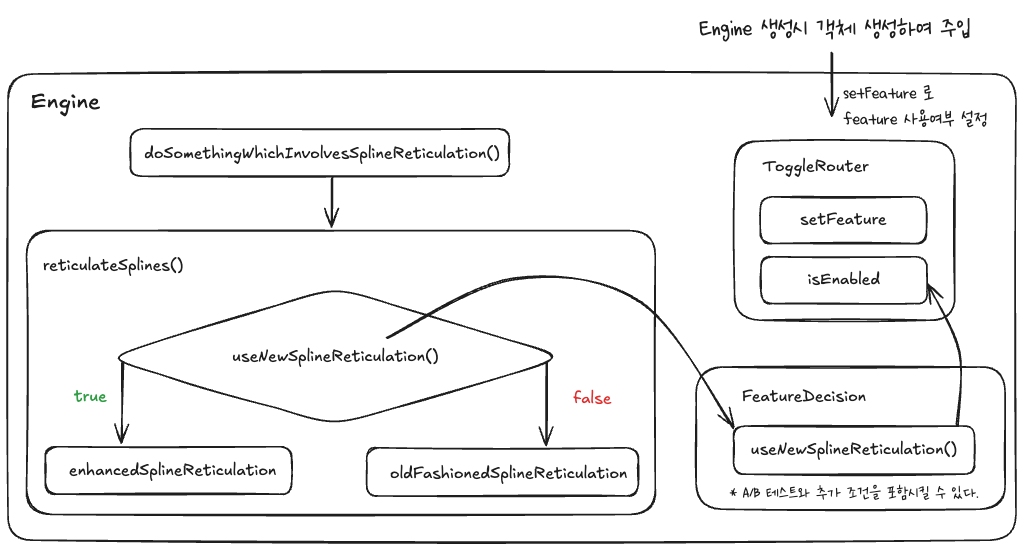 Engine 생성시 객체 생성하여 주입
setFeature 로
feature 사용여부 설정
Engine
doSomethingWhichInvolvesSplineReticulation()
reticulateSplines()
useNewSplineReticulation()
true
false
enhancedSplineReticulation
oldFashionedSplineReticulation
ToggleRouter
setFeature
isEnabled
FeatureDecision
useNewSplineReticulation()
* A/B 테스트와 추가 조건을 포함시킬 수 있다.